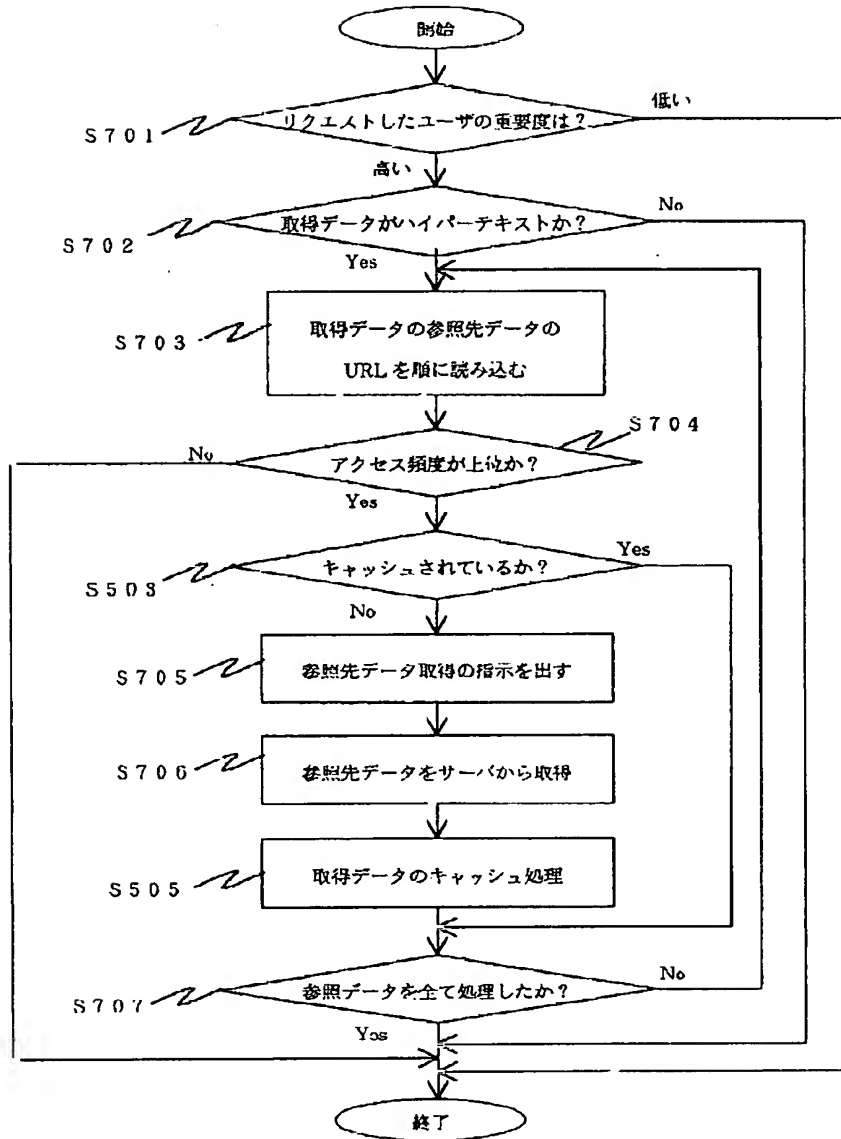 開始
リクエストしたユーザの重要度は？
低い
S701
高い
取得データがハイパーテキストか？
No
S702
Yes
取得データの参照先データの
URLを順に読み込む
S703
S704
アクセス頻度が上位か？
No
Yes
キャッシュされているか？
Yes
S503
No
参照先データ取得の指示を出す
S705
参照先データをサーバから取得
S706
取得データのキャッシュ処理
S505
参照データを全て処理したか？
No
S707
Yes
終了